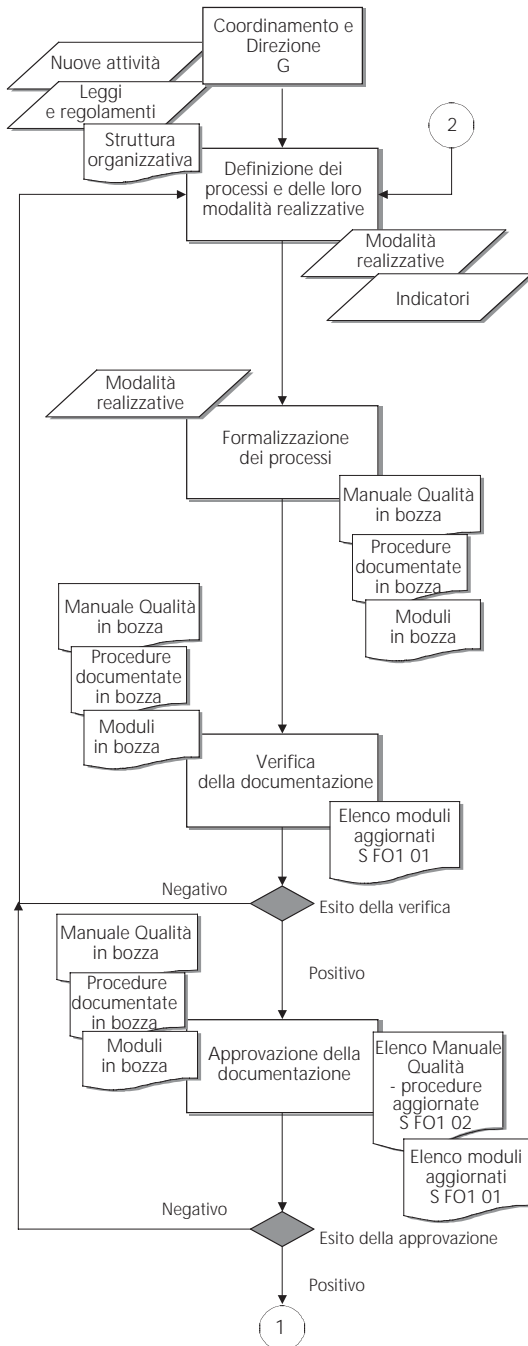 Coordinamento e
Direzione
G
Nuove attività
Leggi
e regolamenti
Struttura
organizzativa
2
Definizione dei
processi e delle loro
modalità realizzative
Modalità
realizzative
Indicatori
Modalità
realizzative
Formalizzazione
dei processi
Manuale Qualità
in bozza
Procedure
documentate
in bozza
Moduli
in bozza
Manuale Qualità
in bozza
Procedure
documentate
in bozza
Moduli
in bozza
Verifica
della documentazione
Elenco moduli
aggiornati
S FO1 01
Negativo
Esito della verifica
Manuale Qualità
in bozza
Positivo
Procedure
documentate
in bozza
Moduli
in bozza
Approvazione della
documentazione
Elenco Manuale
Qualità
- procedure
aggiornate
S FO1 02
Elenco moduli
aggiornati
S FO1 01
Negativo
Esito della approvazione
Positivo
1